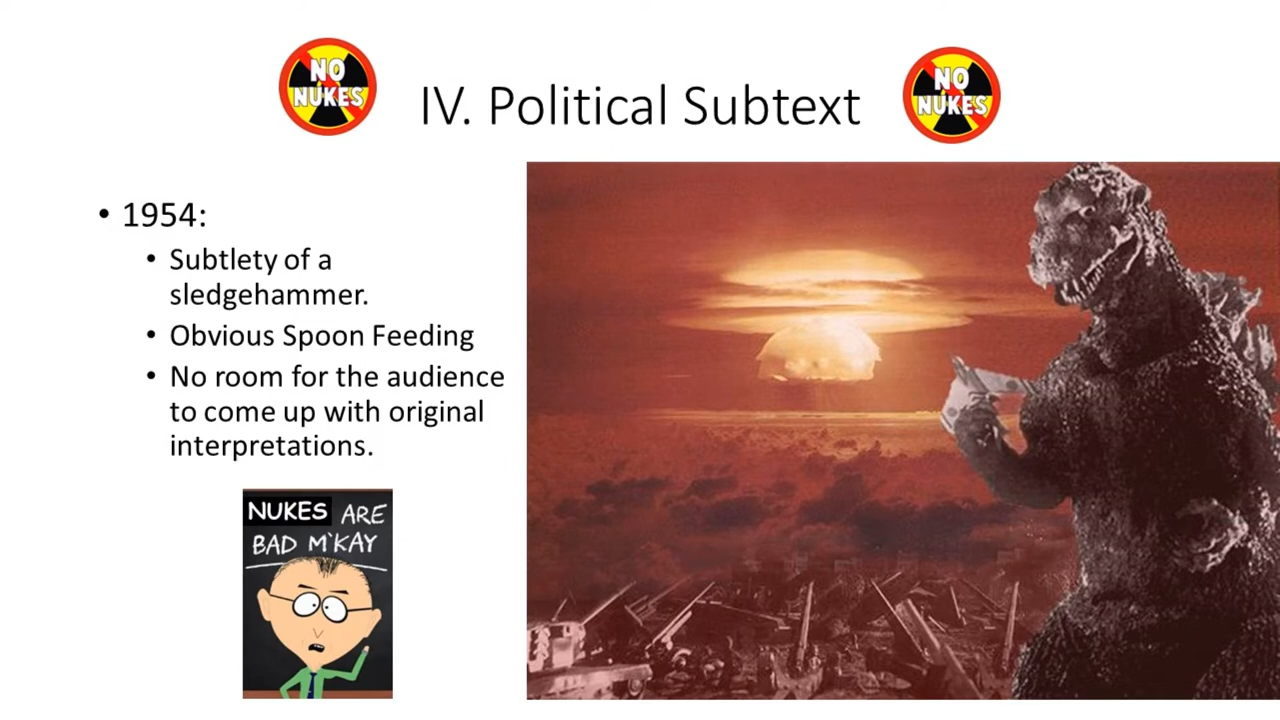 NO
NUKES
IV. Political Subtext
NO
NUKES
• 1954:
• Subtlety of a
sledgehammer.
• Obvious Spoon Feeding
• No room for the audience
to come up with original
interpretations.
NUKES ARE
BAD M'KAY